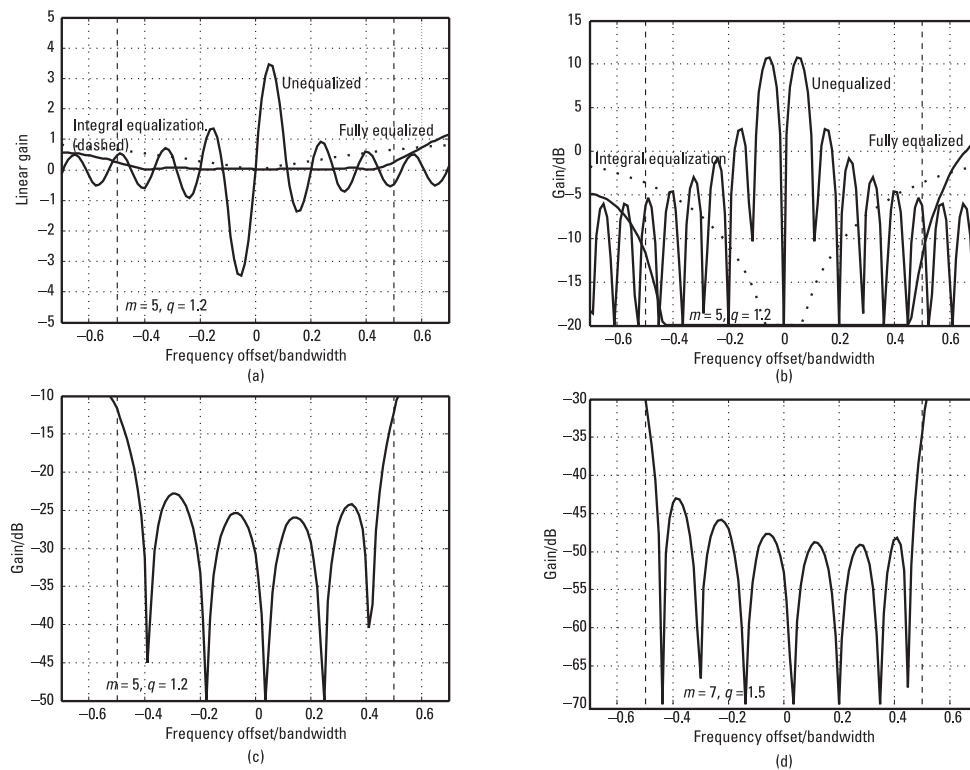 5
4
3
2
1
0
–1
–2
–3
–4
–5
Linear gain
Unequalized
Integral equalization
(dashed)
Fully equalized
m = 5, q = 1.2
–0.6 –0.4 –0.2 0 0.2 0.4 0.6
Frequency offset/bandwidth
(a)
15
10
5
0
–5
–10
–15
–20
Gain/dB
Unequalized
Fully equalized
Integral equalization
m = 5, q = 1.2
–0.6 –0.4 –0.2 0 0.2 0.4 0.6
Frequency offset/bandwidth
(b)
–10
–15
–20
–25
–30
–35
–40
–45
–50
Gain/dB
m = 5, q = 1.2
–0.6 –0.4 –0.2 0 0.2 0.4 0.6
Frequency offset/bandwidth
(c)
–30
–35
–40
–45
–50
–55
–60
–65
–70
Gain/dB
m = 7, q = 1.5
–0.6 –0.4 –0.2 0 0.2 0.4 0.6
Frequency offset/bandwidth
(d)